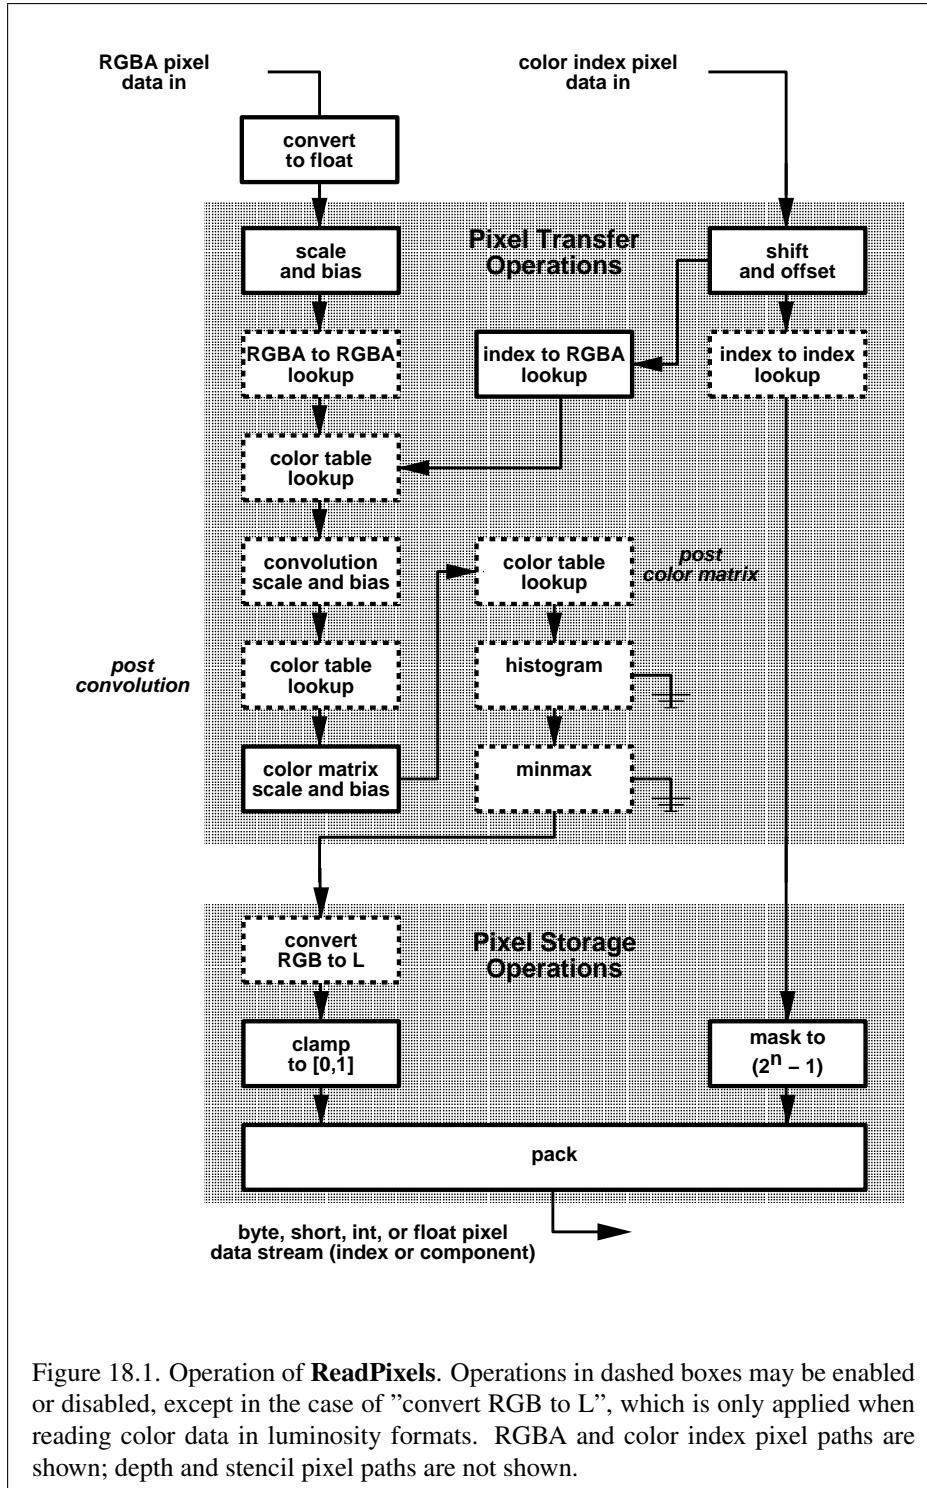 RGBA pixel
data in
color index pixel
data in
convert
to float
Pixel Transfer
Operations
scale
and bias
shift
and offset
RGBA to RGBA
lookup
index to RGBA
lookup
index to index
lookup
color table
lookup
convolution
scale and bias
color table
lookup
post
color matrix
post
convolution
color table
lookup
histogram
color matrix
scale and bias
minmax
convert
RGB to L
Pixel Storage
Operations
clamp
to [0,1]
mask to
(2^n – 1)
pack
byte, short, int, or float pixel
data stream (index or component)
Figure 18.1. Operation of ReadPixels. Operations in dashed boxes may be enabled
or disabled, except in the case of ”convert RGB to L”, which is only applied when
reading color data in luminosity formats. RGBA and color index pixel paths are
shown; depth and stencil pixel paths are not shown.